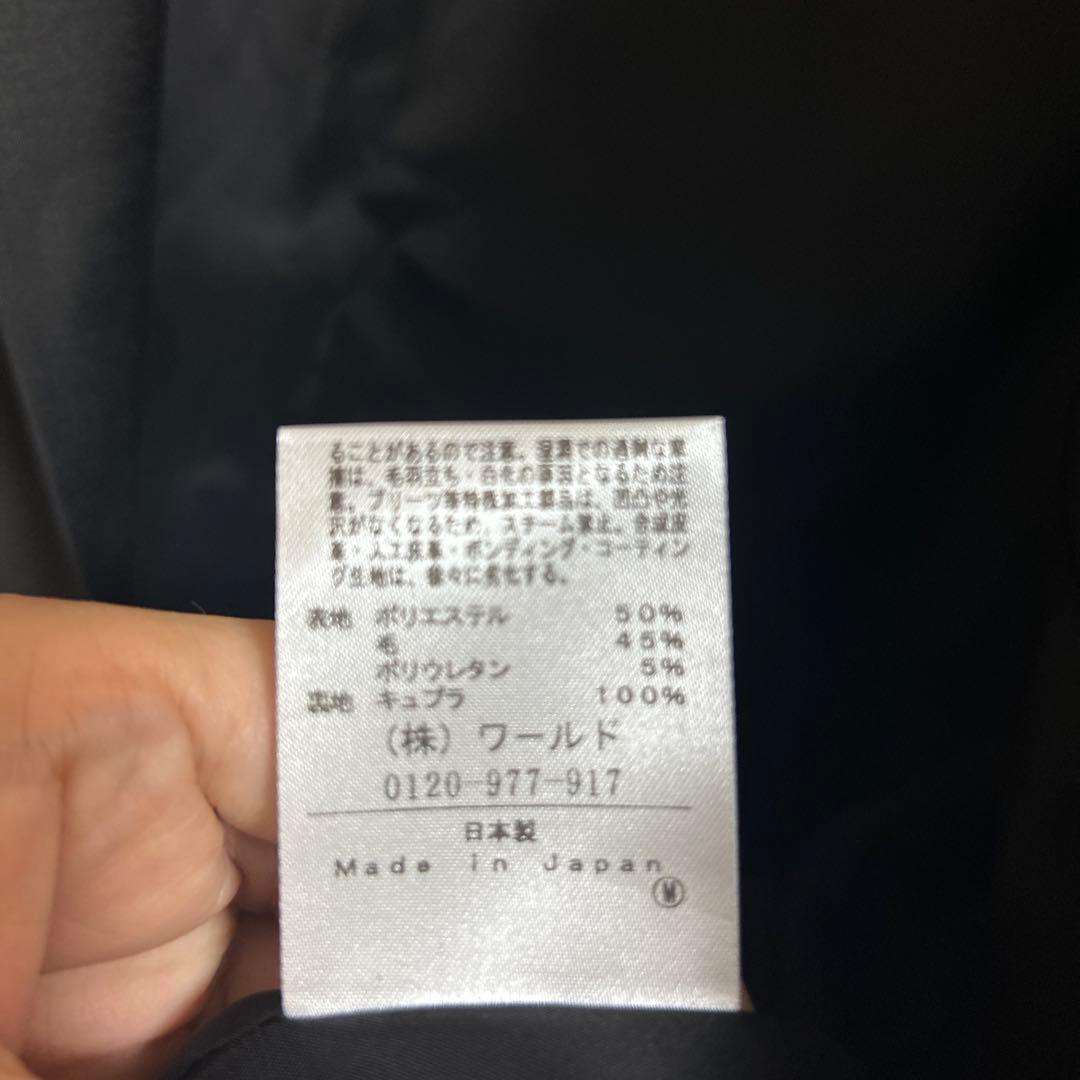 ることがあるので注意。湿潤での過剰な摩
擦は、毛羽立ち・白化の原因となるため注
意。プリーツ等特殊加工製品は、凹凸や光
沢がなくなるため、スチーム禁止。合成皮
革・人工皮革・ボンディング・コーティン
グ生地は、徐々に劣化する。
表地 ポリエステル 50%
毛 45%
ポリウレタン 5%
裏地 キュプラ 100%
(株) ワールド
0120-977-917
日本製
Made in Japan
Ⓜ